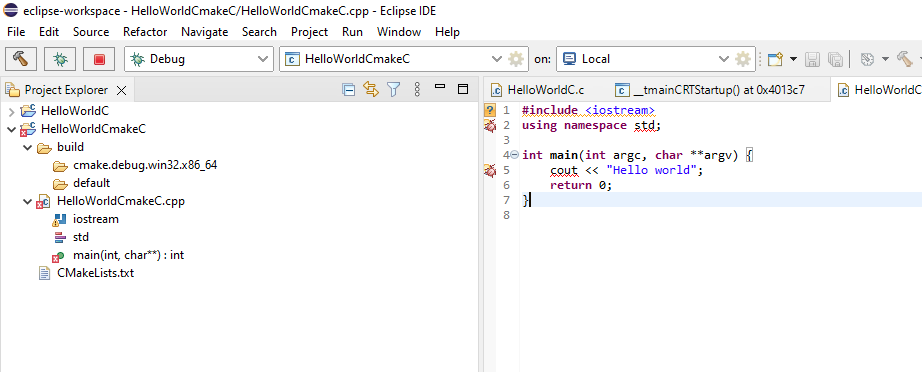 eclipse-workspace - HelloWorldCmakeC/HelloWorldCmakeC.cpp - Eclipse IDE
File Edit Source Refactor Navigate Search Project Run Window Help
Debug HelloWorldCmakeC on: Local
Project Explorer
HelloWorldC
HelloWorldCmakeC
build
cmake.debug.win32.x86_64
default
HelloWorldCmakeC.cpp
iostream
std
main(int, char**) : int
CMakeLists.txt
HelloWorldC.c __tmainCRTStartup() at 0x4013c7 HelloWorldC
1 #include <iostream>
2 using namespace std;
3
4 int main(int argc, char **argv) {
5 cout << "Hello world";
6 return 0;
7 }
8